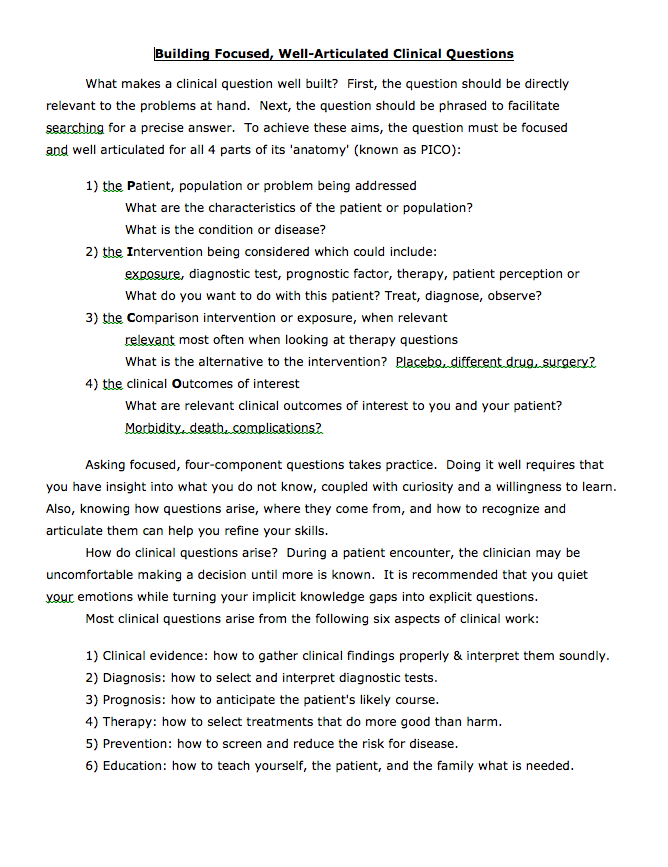 Building Focused, Well-Articulated Clinical Questions
What makes a clinical question well built? First, the question should be directly
relevant to the problems at hand. Next, the question should be phrased to facilitate
searching for a precise answer. To achieve these aims, the question must be focused
and well articulated for all 4 parts of its 'anatomy' (known as PICO):
1) the Patient, population or problem being addressed
What are the characteristics of the patient or population?
What is the condition or disease?
2) the Intervention being considered which could include:
exposure, diagnostic test, prognostic factor, therapy, patient perception or
What do you want to do with this patient? Treat, diagnose, observe?
3) the Comparison intervention or exposure, when relevant
relevant most often when looking at therapy questions
What is the alternative to the intervention? Placebo, different drug, surgery?
4) the clinical Outcomes of interest
What are relevant clinical outcomes of interest to you and your patient?
Morbidity, death, complications?
Asking focused, four-component questions takes practice. Doing it well requires that
you have insight into what you do not know, coupled with curiosity and a willingness to learn.
Also, knowing how questions arise, where they come from, and how to recognize and
articulate them can help you refine your skills.
How do clinical questions arise? During a patient encounter, the clinician may be
uncomfortable making a decision until more is known. It is recommended that you quiet
your emotions while turning your implicit knowledge gaps into explicit questions.
Most clinical questions arise from the following six aspects of clinical work:
1) Clinical evidence: how to gather clinical findings properly & interpret them soundly.
2) Diagnosis: how to select and interpret diagnostic tests.
3) Prognosis: how to anticipate the patient's likely course.
4) Therapy: how to select treatments that do more good than harm.
5) Prevention: how to screen and reduce the risk for disease.
6) Education: how to teach yourself, the patient, and the family what is needed.